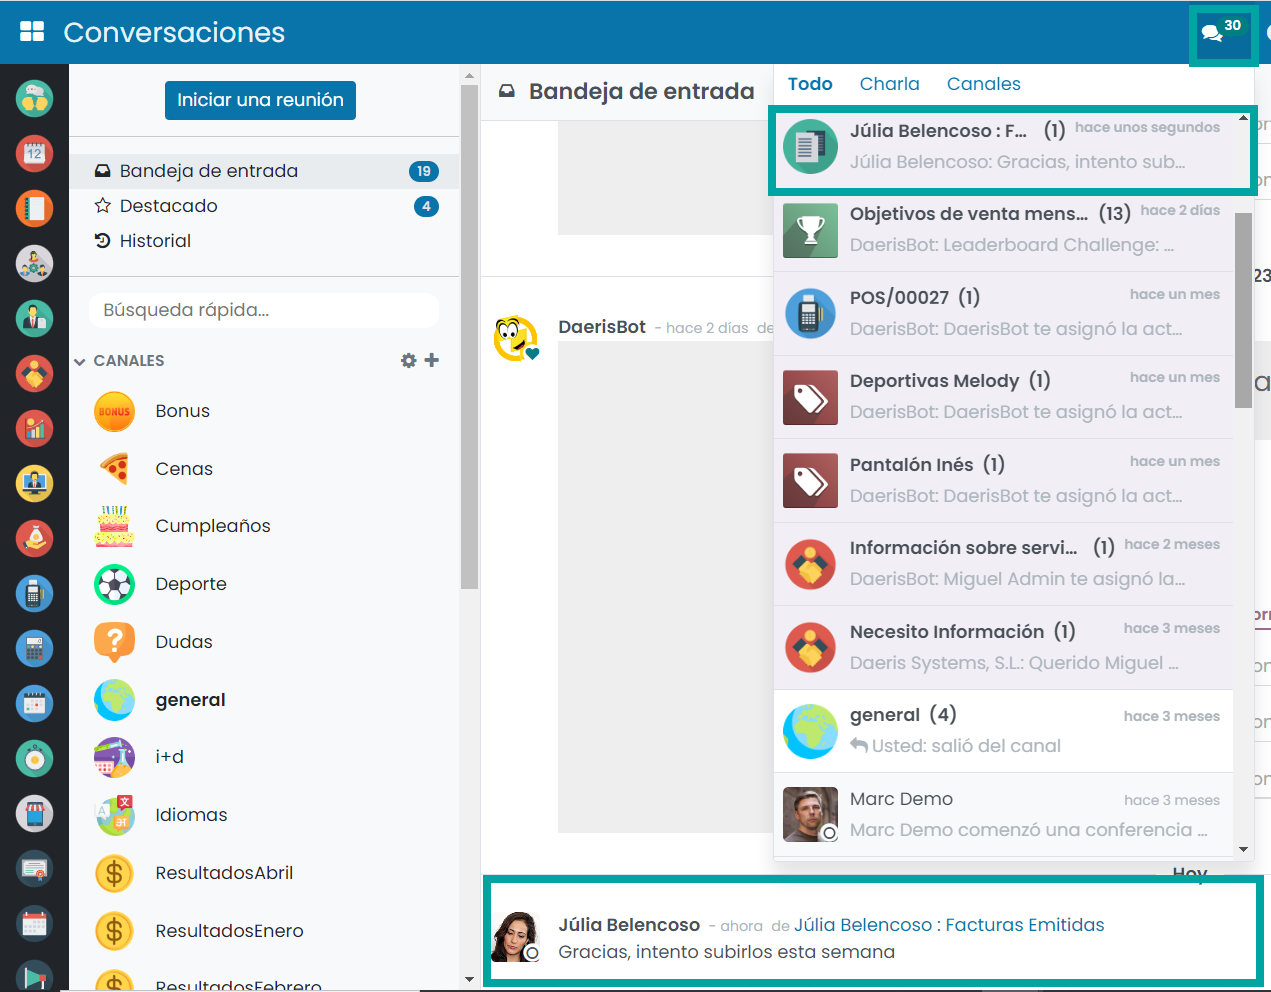 Conversaciones
30
Iniciar una reunión
Bandeja de entrada
19
Destacado
4
Historial
Búsqueda rápida...
CANALES
BONUS
Bonus
Cenas
Cumpleaños
Deporte
Dudas
general
i+d
Idiomas
ResultadosAbril
ResultadosEnero
ResultadosFebrero
12
Bandeja de entrada
DaerisBot - hace 2 días de
Todo Charla Canales
Júlia Belencoso : F... (1) hace unos segundos
Júlia Belencoso: Gracias, intento sub...
Objetivos de venta mens... (13) hace 2 días
DaerisBot: Leaderboard Challenge: ...
POS/00027 (1) hace un mes
DaerisBot: DaerisBot te asignó la act...
Deportivas Melody (1) hace un mes
DaerisBot: DaerisBot te asignó la act...
Pantalón Inés (1) hace un mes
DaerisBot: DaerisBot te asignó la act...
Información sobre servi... (1) hace 2 meses
DaerisBot: Miguel Admin te asignó la...
Necesito Información (1) hace 3 meses
Daeris Systems, S.L.: Querido Miguel ...
general (4) hace 3 meses
Usted: salió del canal
Marc Demo hace 3 meses
Marc Demo comenzó una conferencia ...
23
Hoy
Júlia Belencoso - ahora de Júlia Belencoso : Facturas Emitidas
Gracias, intento subirlos esta semana